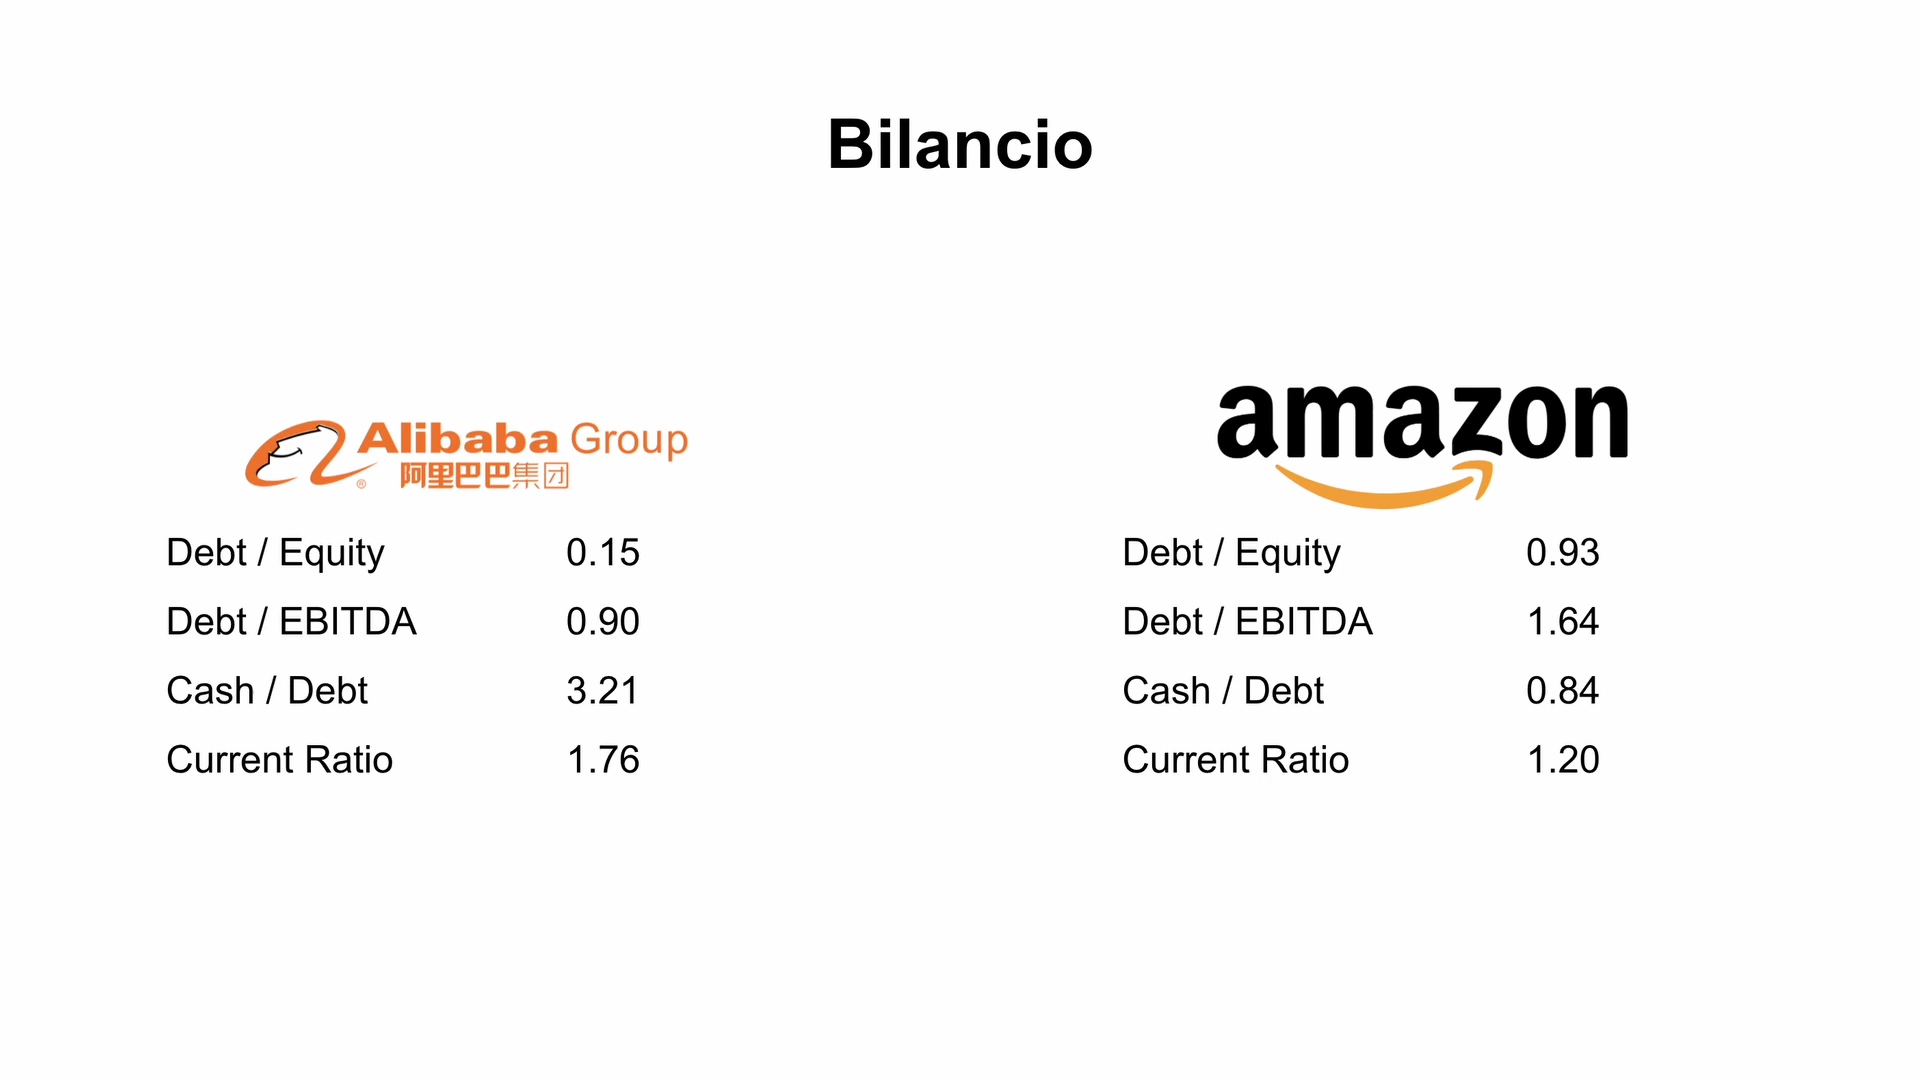 Bilancio
Alibaba Group
阿里巴巴集团
®
Debt / Equity 0.15
Debt / EBITDA 0.90
Cash / Debt 3.21
Current Ratio 1.76
amazon
Debt / Equity 0.93
Debt / EBITDA 1.64
Cash / Debt 0.84
Current Ratio 1.20